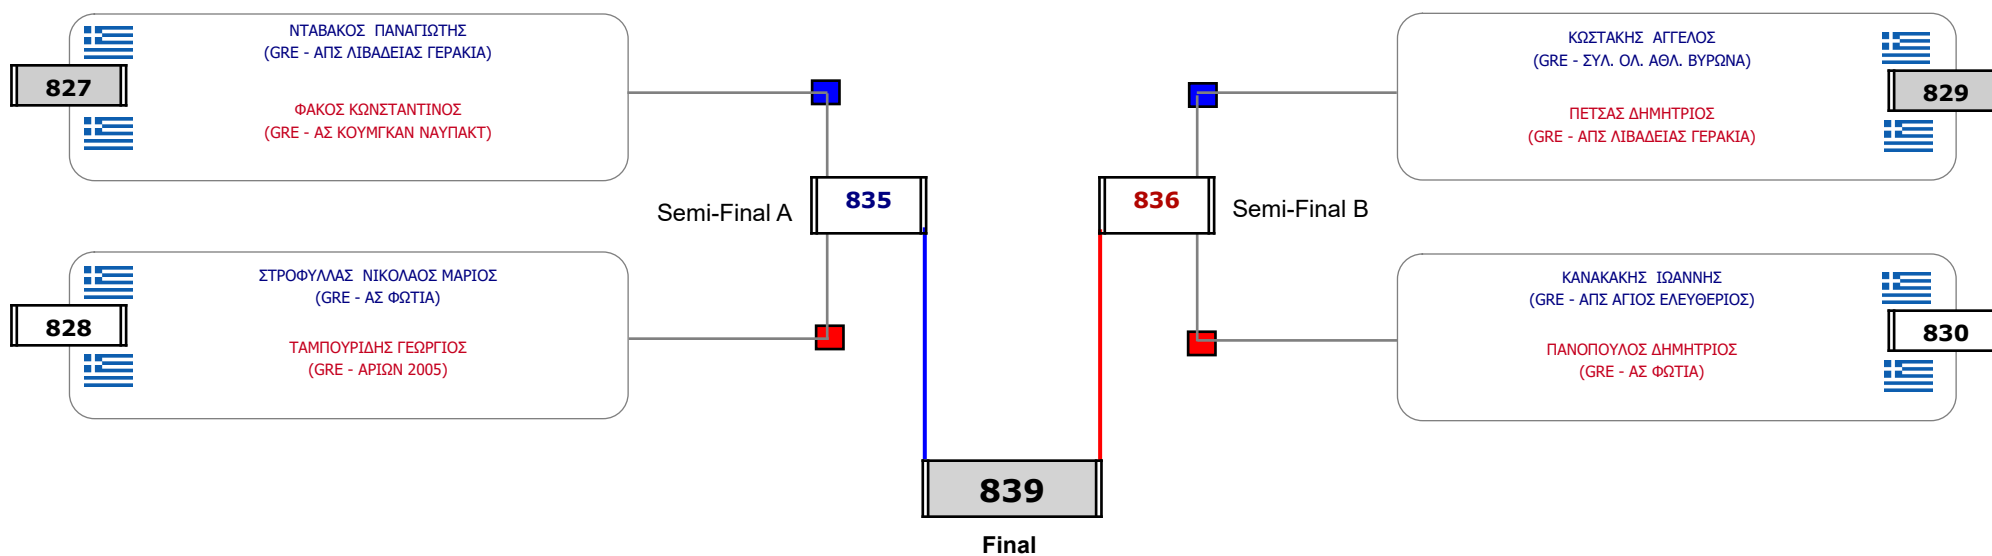 ΝΤΑΒΑΚΟΣ ΠΑΝΑΓΙΩΤΗΣ
(GRE - ΑΠΣ ΛΙΒΑΔΕΙΑΣ ΓΕΡΑΚΙΑ)
827
ΦΑΚΟΣ ΚΩΝΣΤΑΝΤΙΝΟΣ
(GRE - ΑΣ ΚΟΥΜΓΚΑΝ ΝΑΥΠΑΚΤ)
ΣΤΡΟΦΥΛΛΑΣ ΝΙΚΟΛΑΟΣ ΜΑΡΙΟΣ
(GRE - ΑΣ ΦΩΤΙΑ)
828
ΤΑΜΠΟΥΡΙΔΗΣ ΓΕΩΡΓΙΟΣ
(GRE - ΑΡΙΩΝ 2005)
Semi-Final A
835
836
Semi-Final B
ΚΩΣΤΑΚΗΣ ΑΓΓΕΛΟΣ
(GRE - ΣΥΛ. ΟΛ. ΑΘΛ. ΒΥΡΩΝΑ)
829
ΠΕΤΣΑΣ ΔΗΜΗΤΡΙΟΣ
(GRE - ΑΠΣ ΛΙΒΑΔΕΙΑΣ ΓΕΡΑΚΙΑ)
ΚΑΝΑΚΑΚΗΣ ΙΩΑΝΝΗΣ
(GRE - ΑΠΣ ΑΓΙΟΣ ΕΛΕΥΘΕΡΙΟΣ)
830
ΠΑΝΟΠΟΥΛΟΣ ΔΗΜΗΤΡΙΟΣ
(GRE - ΑΣ ΦΩΤΙΑ)
839
Final